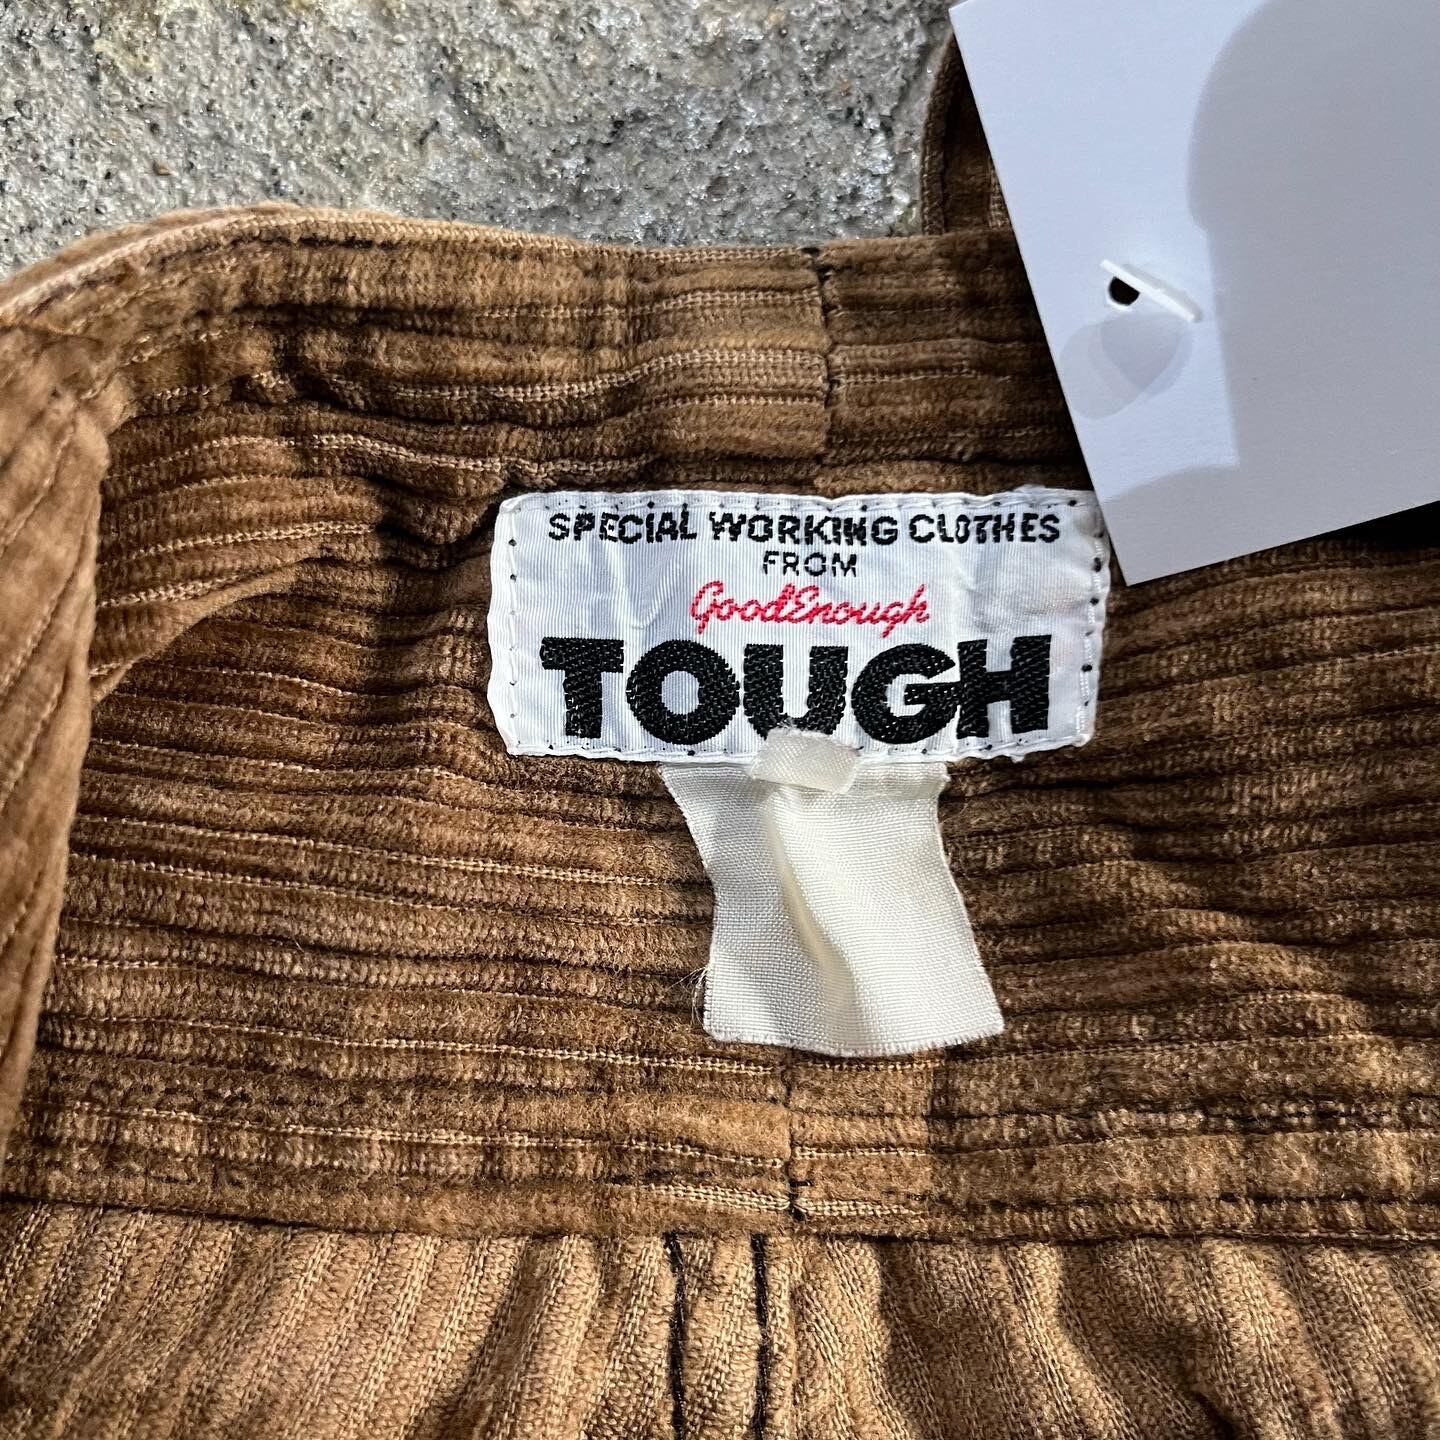 SPECIAL WORKING CLOTHES
FROM
GoodEnough
TOUGH